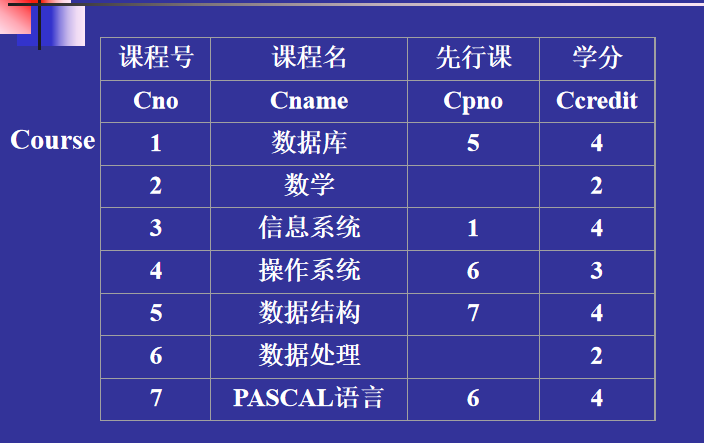 课程号 课程名 先行课 学分
Cno Cname Cpno Ccredit
Course
1 数据库 5 4
2 数学 2
3 信息系统 1 4
4 操作系统 6 3
5 数据结构 7 4
6 数据处理 2
7 PASCAL语言 6 4